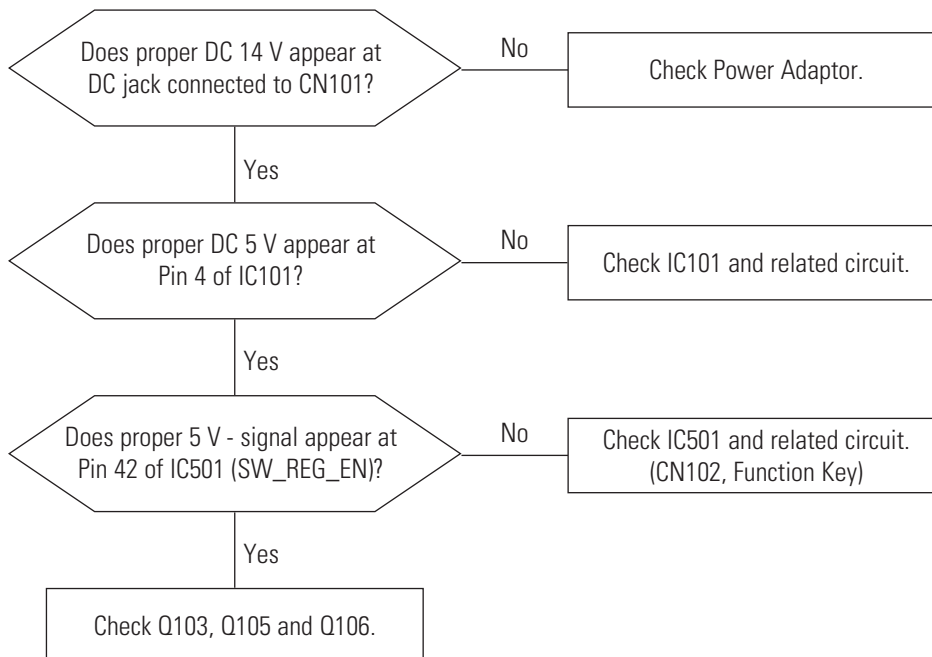 Does proper DC 14 V appear at
DC jack connected to CN101?
No
Check Power Adaptor.
Yes
Does proper DC 5 V appear at
Pin 4 of IC101?
No
Check IC101 and related circuit.
Yes
Does proper 5 V - signal appear at
Pin 42 of IC501 (SW_REG_EN)?
No
Check IC501 and related circuit.
(CN102, Function Key)
Yes
Check Q103, Q105 and Q106.